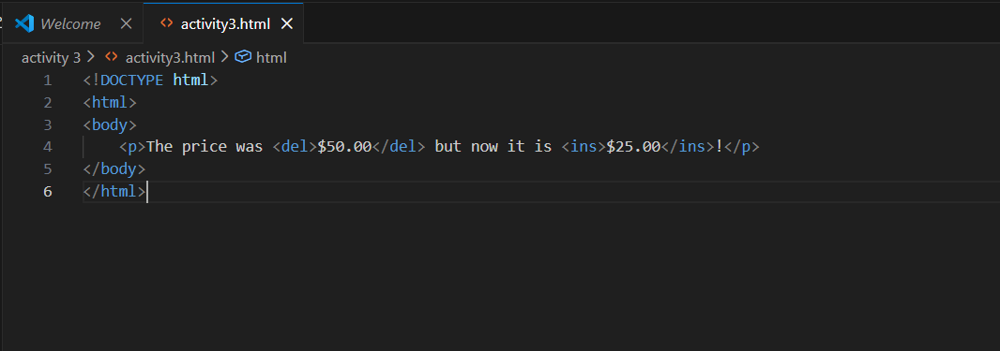 Welcome activity3.html
activity 3 > activity3.html > html
1 <!DOCTYPE html>
2 <html>
3 <body>
4     <p>The price was <del>$50.00</del> but now it is <ins>$25.00</ins>!</p>
5 </body>
6 </html>